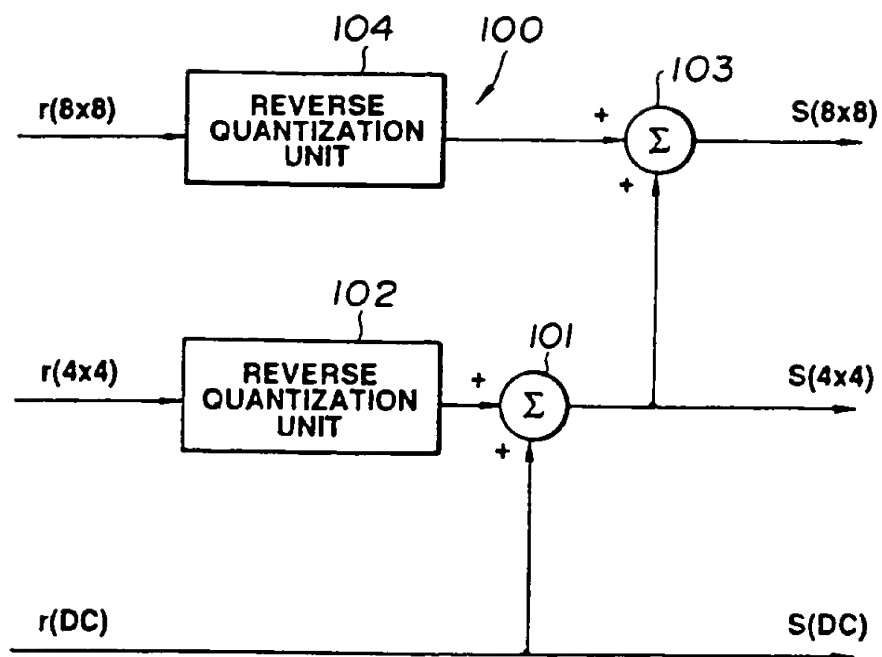 104
100
103
r(8x8)
REVERSE
QUANTIZATION
UNIT
+
Σ
+
S(8x8)
102
101
r(4x4)
REVERSE
QUANTIZATION
UNIT
+
Σ
+
S(4x4)
r(DC)
S(DC)